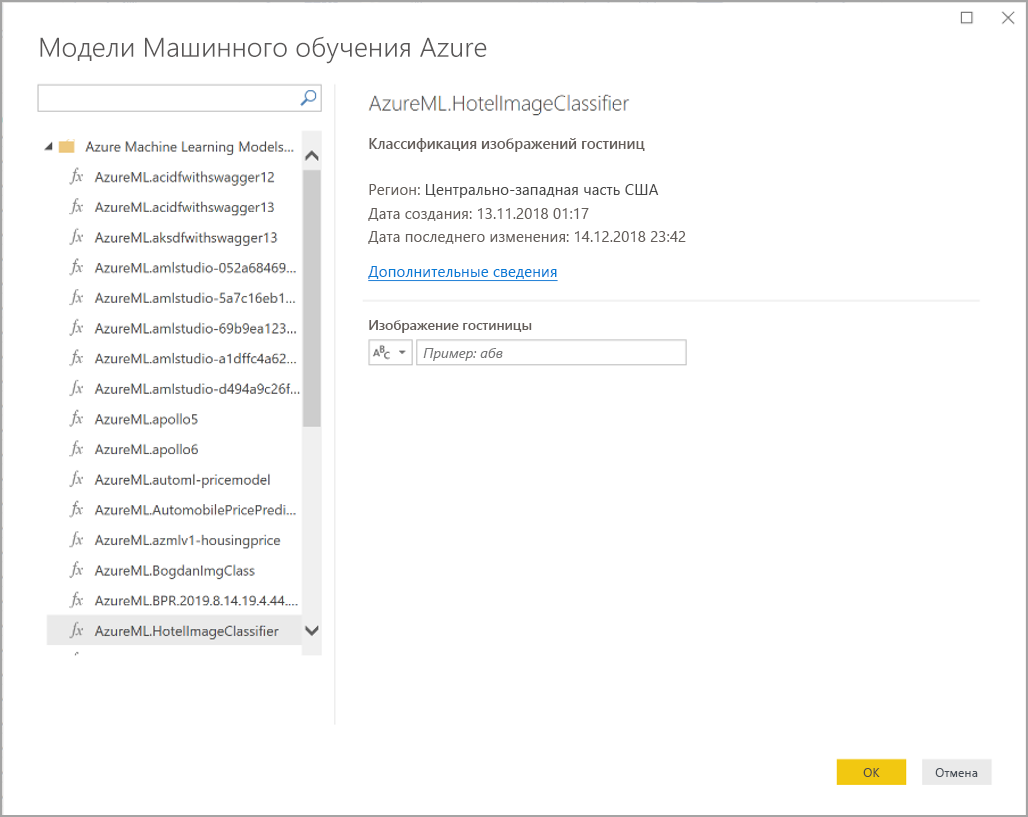 Модели Машинного обучения Azure
Azure Machine Learning Models...
fx AzureML.acidfwithswagger12
fx AzureML.acidfwithswagger13
fx AzureML.aksdfwithswagger13
fx AzureML.amlstudio-052a68469...
fx AzureML.amlstudio-5a7c16eb1...
fx AzureML.amlstudio-69b9ea123...
fx AzureML.amlstudio-a1dffc4a62...
fx AzureML.amlstudio-d494a9c26f...
fx AzureML.apollo5
fx AzureML.apollo6
fx AzureML.automl-pricemodel
fx AzureML.AutomobilePricePredi...
fx AzureML.azmlv1-housingprice
fx AzureML.BogdanImgClass
fx AzureML.BPR.2019.8.14.19.4.44....
fx AzureML.HotelImageClassifier
AzureML.HotelImageClassifier
Классификация изображений гостиниц
Регион: Центрально-западная часть США
Дата создания: 13.11.2018 01:17
Дата последнего изменения: 14.12.2018 23:42
Дополнительные сведения
Изображение гостиницы
ABC Пример: абв
ОК Отмена